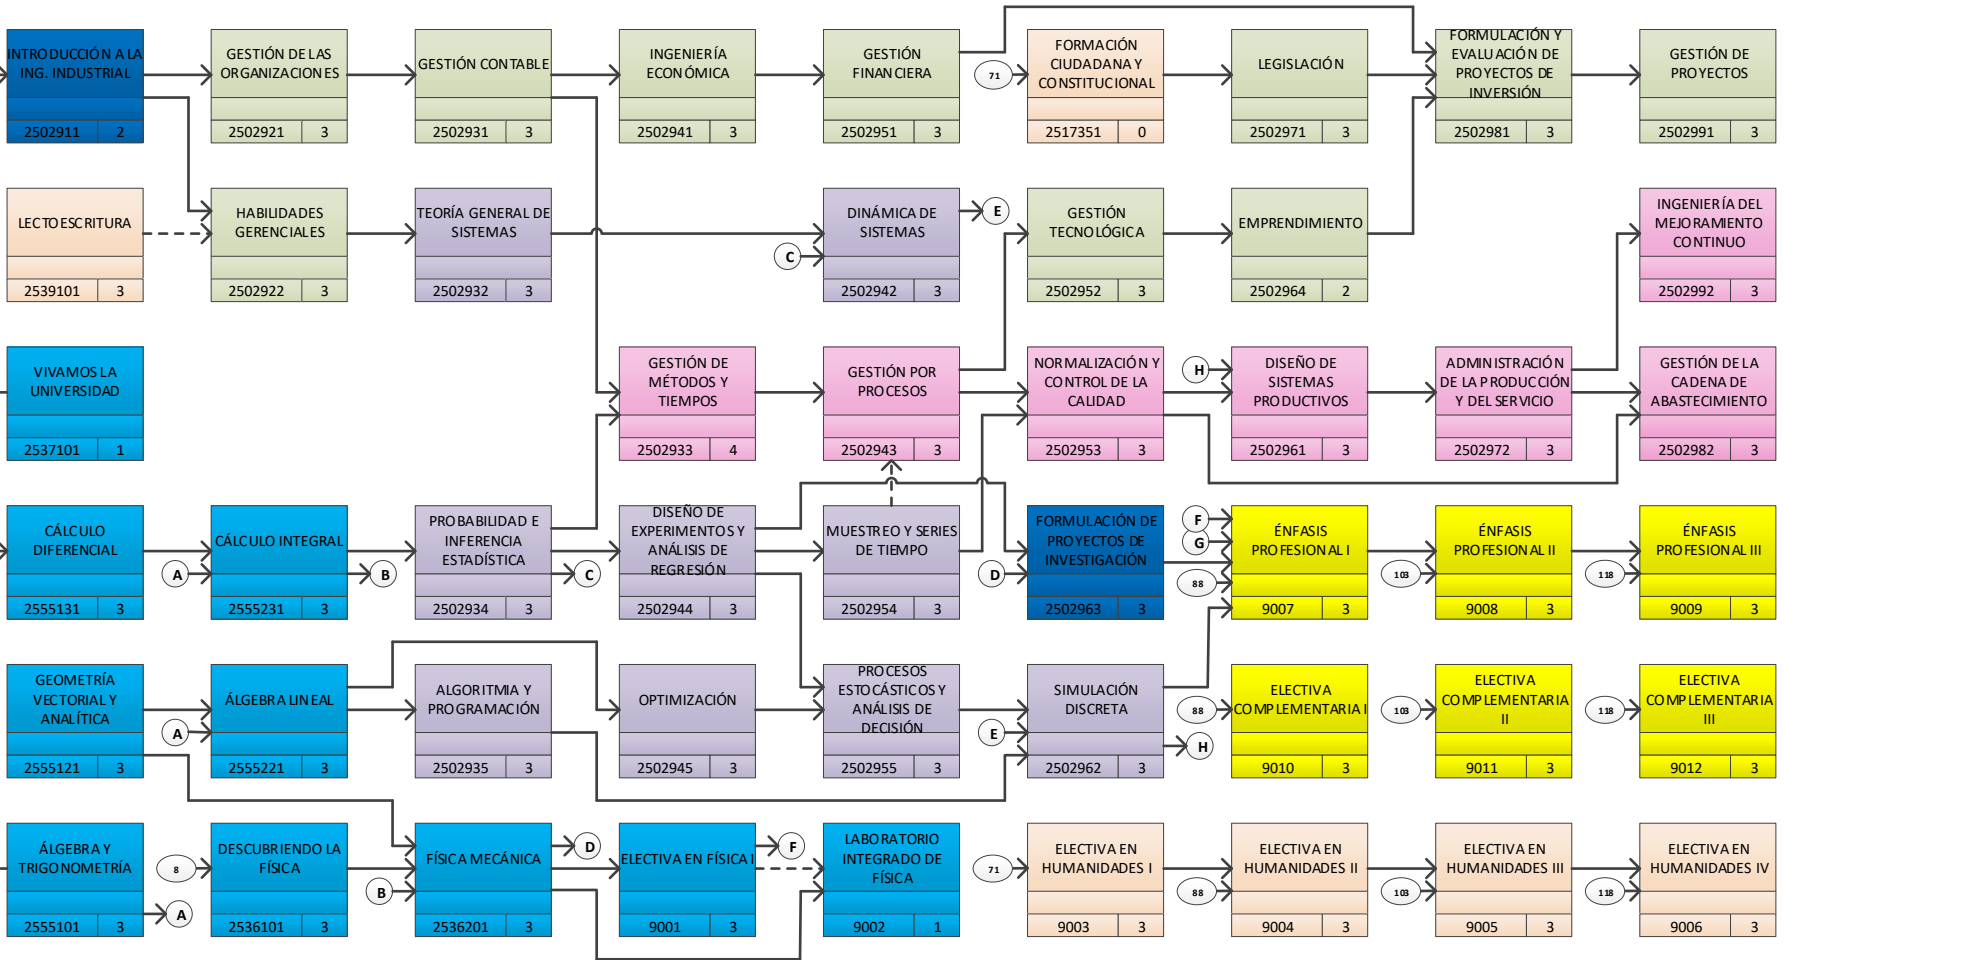 INTRODUCCIÓN A LA
ING. INDUSTRIAL
2502911 2
GESTIÓN DE LAS
ORGANIZACIONES
2502921 3
GESTIÓN CONTABLE
2502931 3
INGENIERÍA
ECONÓMICA
2502941 3
GESTIÓN
FINANCIERA
2502951 3
71
FORMACIÓN
CIUDADANA Y
CONSTITUCIONAL
2517351 0
LEGISLACIÓN
2502971 3
FORMULACIÓN Y
EVALUACIÓN DE
PROYECTOS DE
INVERSIÓN
2502981 3
GESTIÓN DE
PROYECTOS
2502991 3
LECTOESCRITURA
2539101 3
HABILIDADES
GERENCIALES
2502922 3
TEORÍA GENERAL DE
SISTEMAS
2502932 3
C
DINÁMICA DE
SISTEMAS
2502942 3
E
GESTIÓN
TECNOLÓGICA
2502952 3
EMPRENDIMIENTO
2502964 2
INGENIERÍA DEL
MEJORAMIENTO
CONTINUO
2502992 3
VIVAMOS LA
UNIVERSIDAD
2537101 1
GESTIÓN DE
MÉTODOS Y
TIEMPOS
2502933 4
GESTIÓN POR
PROCESOS
2502943 3
NORMALIZACIÓN Y
CONTROL DE LA
CALIDAD
2502953 3
H
DISEÑO DE
SISTEMAS
PRODUCTIVOS
2502961 3
ADMINISTRACIÓN
DE LA PRODUCCIÓN
Y DEL SERVICIO
2502972 3
GESTIÓN DE LA
CADENA DE
ABASTECIMIENTO
2502982 3
CÁLCULO
DIFERENCIAL
2555131 3
A
CÁLCULO INTEGRAL
2555231 3
B
PROBABILIDAD E
INFERENCIA
ESTADÍSTICA
2502934 3
C
DISEÑO DE
EXPERIMENTOS Y
ANÁLISIS DE
REGRESIÓN
2502944 3
MUESTREO Y SERIES
DE TIEMPO
2502954 3
D
FORMULACIÓN DE
PROYECTOS DE
INVESTIGACIÓN
2502963 3
F
G
88
ÉNFASIS
PROFESIONAL I
9007 3
103
ÉNFASIS
PROFESIONAL II
9008 3
118
ÉNFASIS
PROFESIONAL III
9009 3
GEOMETRÍA
VECTORIAL Y
ANALÍTICA
2555121 3
A
ÁLGEBRA LINEAL
2555221 3
ALGORITMIA Y
PROGRAMACIÓN
2502935 3
OPTIMIZACIÓN
2502945 3
PROCESOS
ESTOCÁSTICOS Y
ANÁLISIS DE
DECISIÓN
2502955 3
E
SIMULACIÓN
DISCRETA
2502962 3
H
88
ELECTIVA
COMPLEMENTARIA I
9010 3
103
ELECTIVA
COMPLEMENTARIA
II
9011 3
118
ELECTIVA
COMPLEMENTARIA
III
9012 3
ÁLGEBRA Y
TRIGONOMETRÍA
2555101 3
A
8
DESCUBRIENDO LA
FÍSICA
2536101 3
B
FÍSICA MECÁNICA
2536201 3
D
ELECTIVA EN FÍSICA I
9001 3
F
LABORATORIO
INTEGRADO DE
FÍSICA
9002 1
71
ELECTIVA EN
HUMANIDADES I
9003 3
88
ELECTIVA EN
HUMANIDADES II
9004 3
103
ELECTIVA EN
HUMANIDADES III
9005 3
118
ELECTIVA EN
HUMANIDADES IV
9006 3